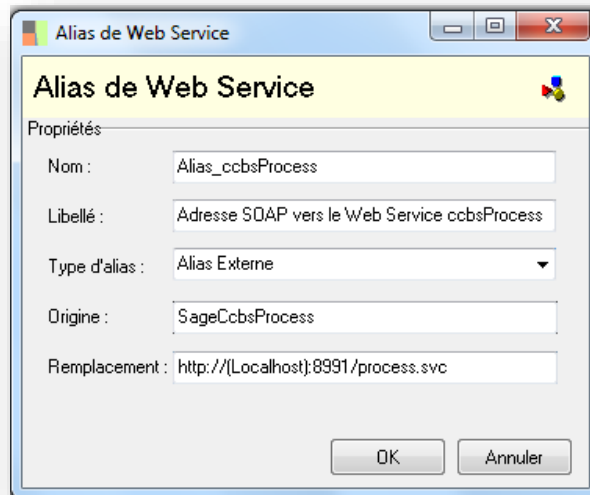 Alias de Web Service
Alias de Web Service
Propriétés
Nom : Alias_ccbsProcess
Libellé : Adresse SOAP vers le Web Service ccbsProcess
Type d'alias : Alias Externe
Origine : SageCcbsProcess
Remplacement : http://(Localhost):8991/process.svc
OK Annuler